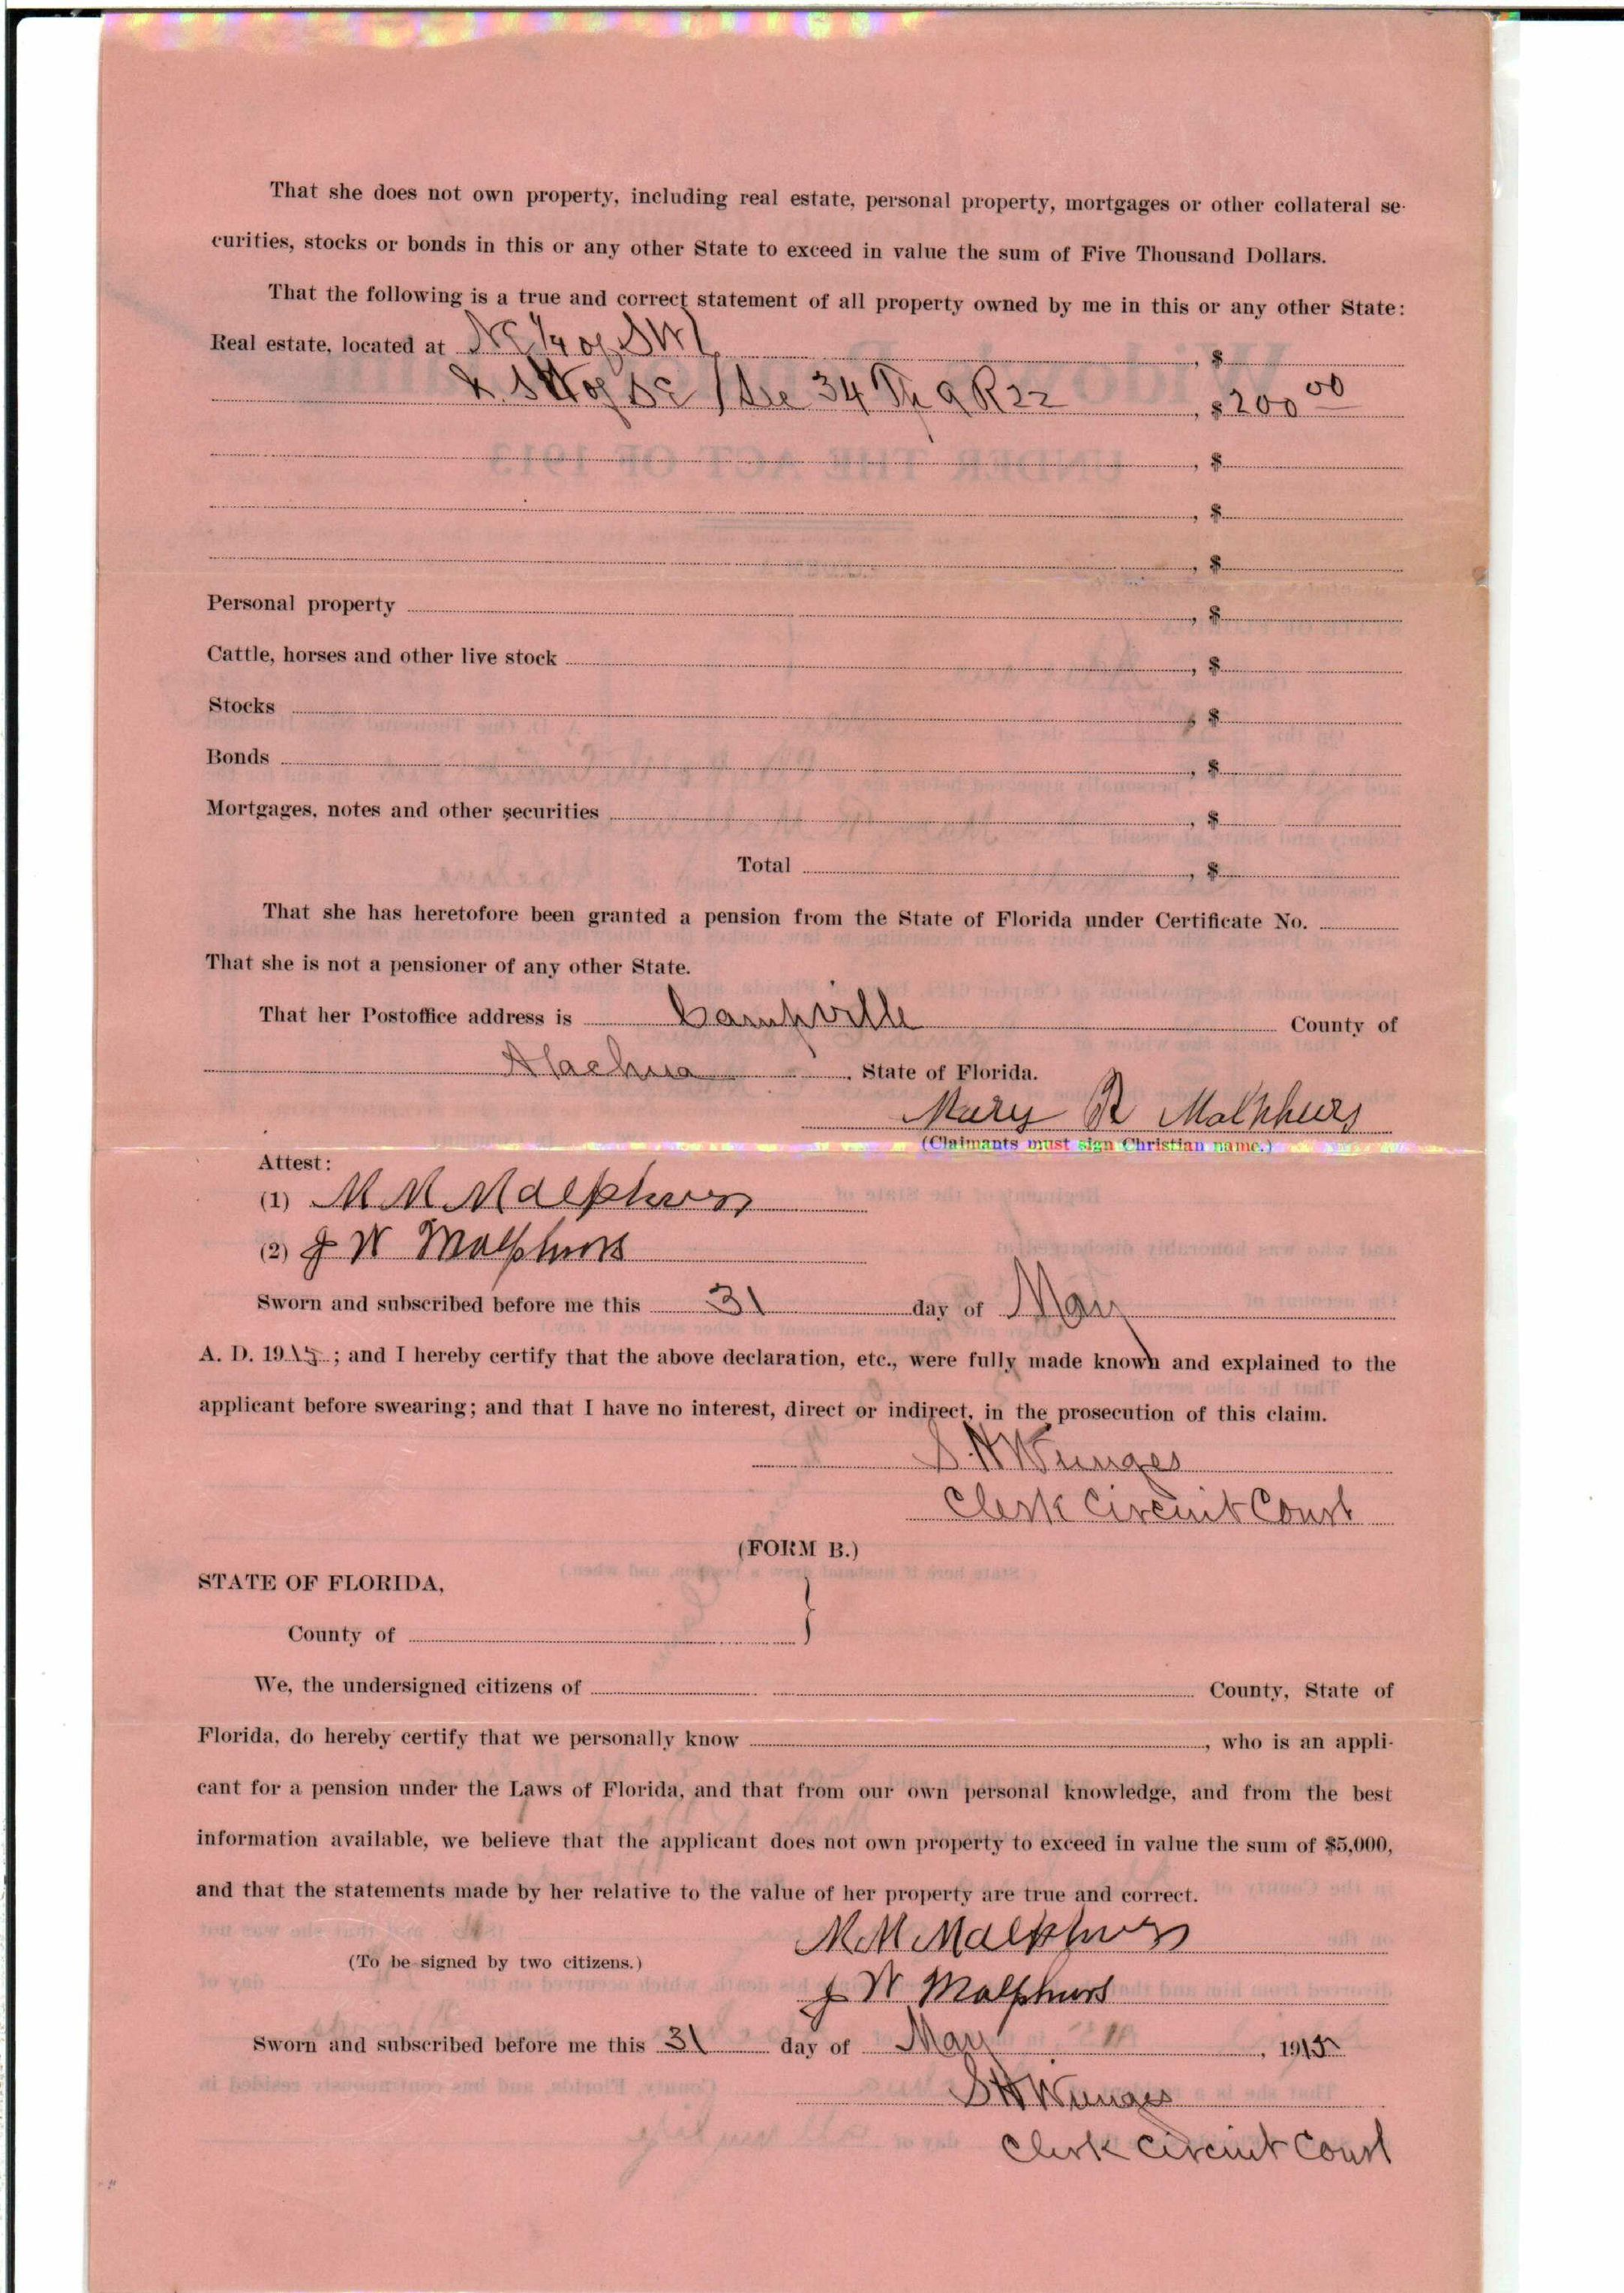 That she does not own property, including real estate, personal property, mortgages or other collateral se-
curities, stocks or bonds in this or any other State to exceed in value the sum of Five Thousand Dollars.
That the following is a true and correct statement of all property owned by me in this or any other State:
Real estate, located at NE 1/4 of SW 1, $
& SW of SE / Sec 34 Tp 9 R 22, $ 200 00
, $
, $
, $
Personal property , $
Cattle, horses and other live stock , $
Stocks , $
Bonds , $
Mortgages, notes and other securities , $
Total , $
That she has heretofore been granted a pension from the State of Florida under Certificate No.
That she is not a pensioner of any other State.
That her Postoffice address is Campville County of
Alachua , State of Florida.
Mary R Malphurs
(Claimants must sign Christian name.)
Attest:
(1) M M Malphurs
(2) J W Malphurs
Sworn and subscribed before me this 31 day of May
A. D. 1915; and I hereby certify that the above declaration, etc., were fully made known and explained to the
applicant before swearing; and that I have no interest, direct or indirect, in the prosecution of this claim.
S. H Wienges
Clerk Circuit Court
(FORM B.)
STATE OF FLORIDA,
County of }
We, the undersigned citizens of County, State of
Florida, do hereby certify that we personally know , who is an appli-
cant for a pension under the Laws of Florida, and that from our own personal knowledge, and from the best
information available, we believe that the applicant does not own property to exceed in value the sum of $5,000,
and that the statements made by her relative to the value of her property are true and correct.
M M Malphurs
(To be signed by two citizens.)
J W Malphurs
Sworn and subscribed before me this 31 day of May , 1915
S H Wienges
Clerk Circuit Court